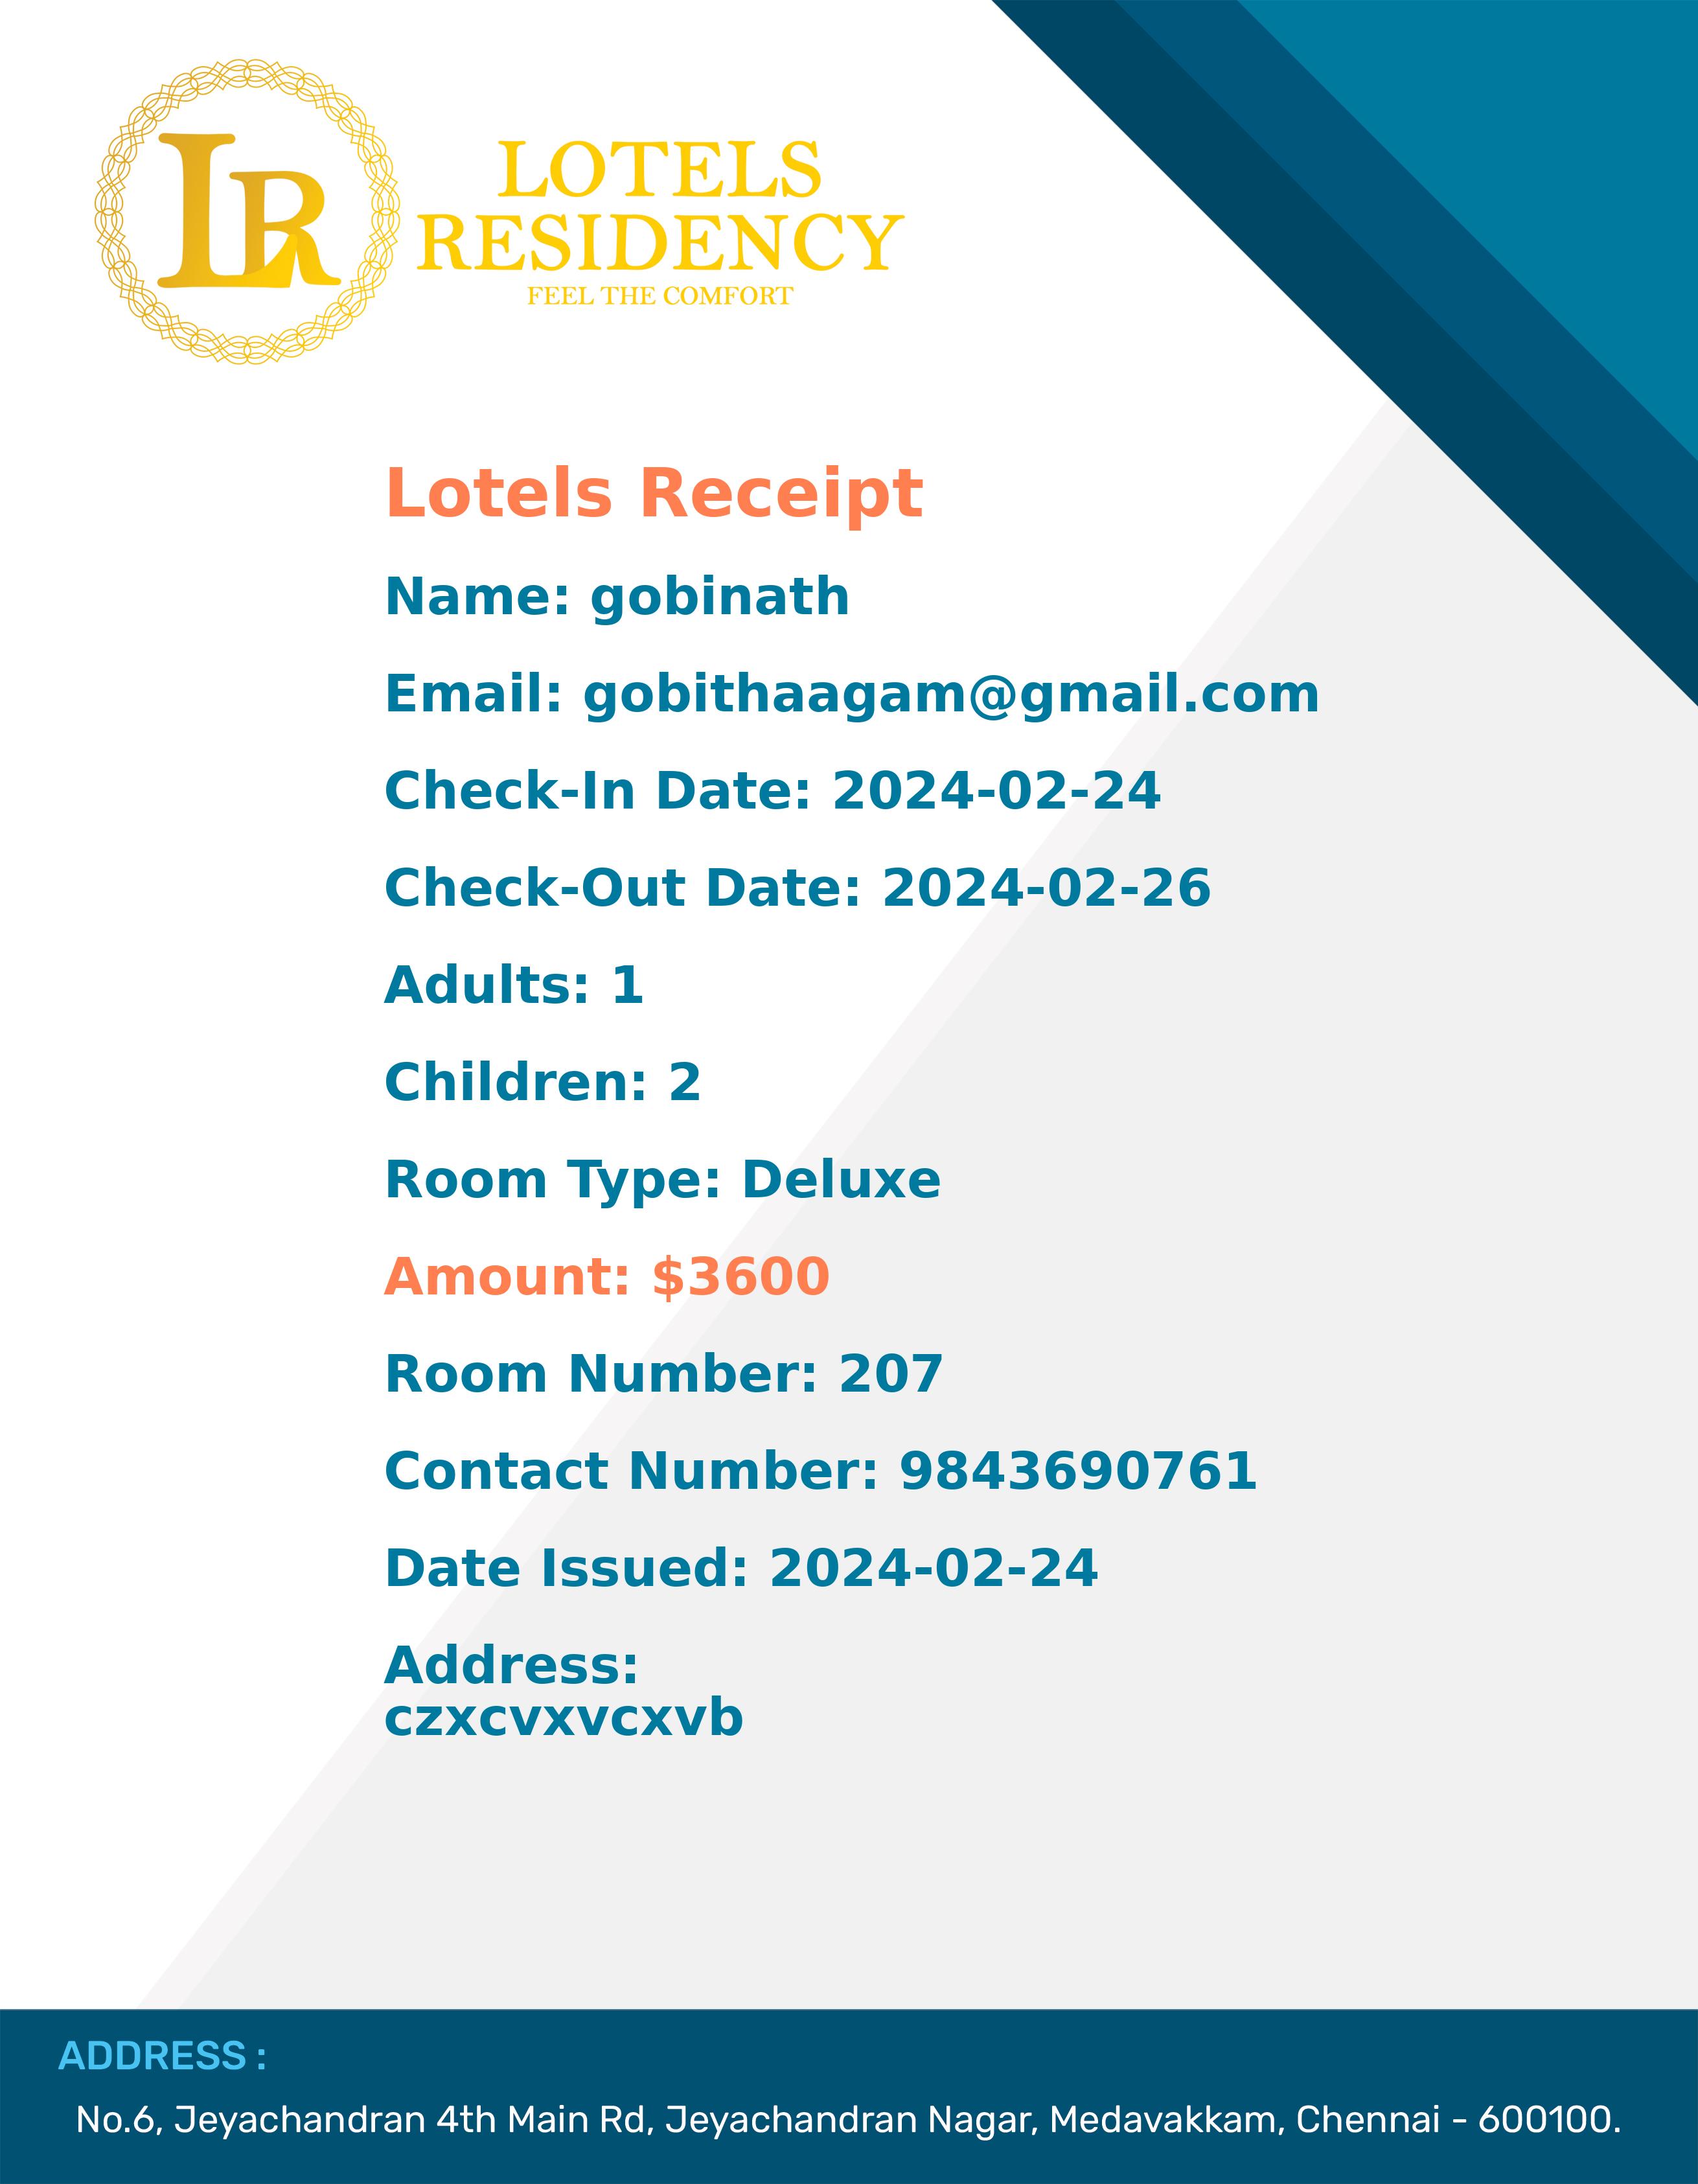 LR
LOTELS
RESIDENCY
FEEL THE COMFORT
Lotels Receipt
Name: gobinath
Email: gobithaagam@gmail.com
Check-In Date: 2024-02-24
Check-Out Date: 2024-02-26
Adults: 1
Children: 2
Room Type: Deluxe
Amount: $3600
Room Number: 207
Contact Number: 9843690761
Date Issued: 2024-02-24
Address:
czxcvxvcxvb
ADDRESS :
No.6, Jeyachandran 4th Main Rd, Jeyachandran Nagar, Medavakkam, Chennai - 600100.